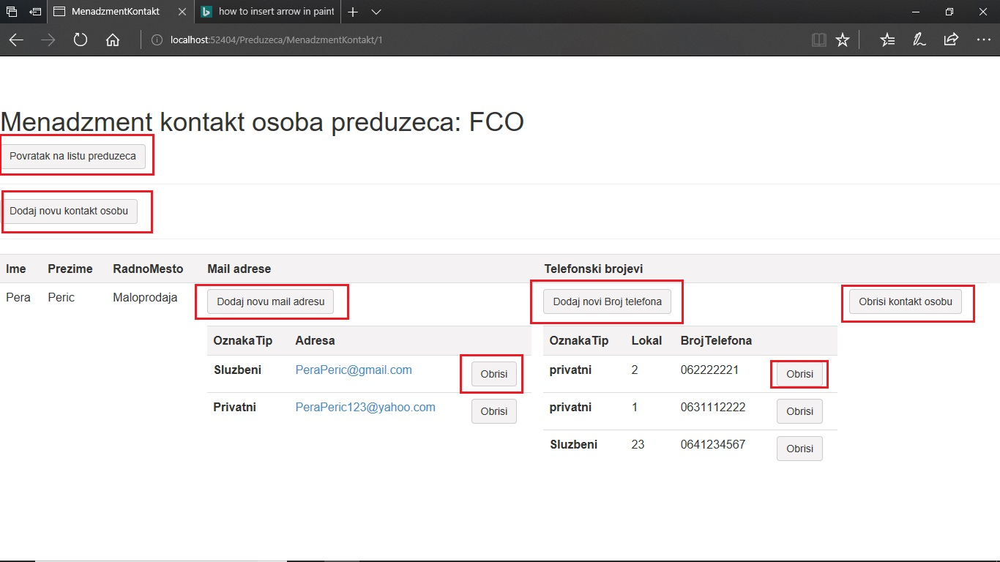 MenadzmentKontakt
how to insert arrow in paint
localhost:52404/Preduzeca/MenadzmentKontakt/1
Menadzment kontakt osoba preduzeca: FCO
Povratak na listu preduzeca
Dodaj novu kontakt osobu
Ime Prezime RadnoMesto Mail adrese Telefonski brojevi
Pera Peric Maloprodaja Dodaj novu mail adresu Dodaj novi Broj telefona Obrisi kontakt osobu
OznakaTip Adresa OznakaTip Lokal BrojTelefona
Sluzbeni PeraPeric@gmail.com Obrisi privatni 2 062222221 Obrisi
Privatni PeraPeric123@yahoo.com Obrisi privatni 1 0631112222 Obrisi
Sluzbeni 23 0641234567 Obrisi